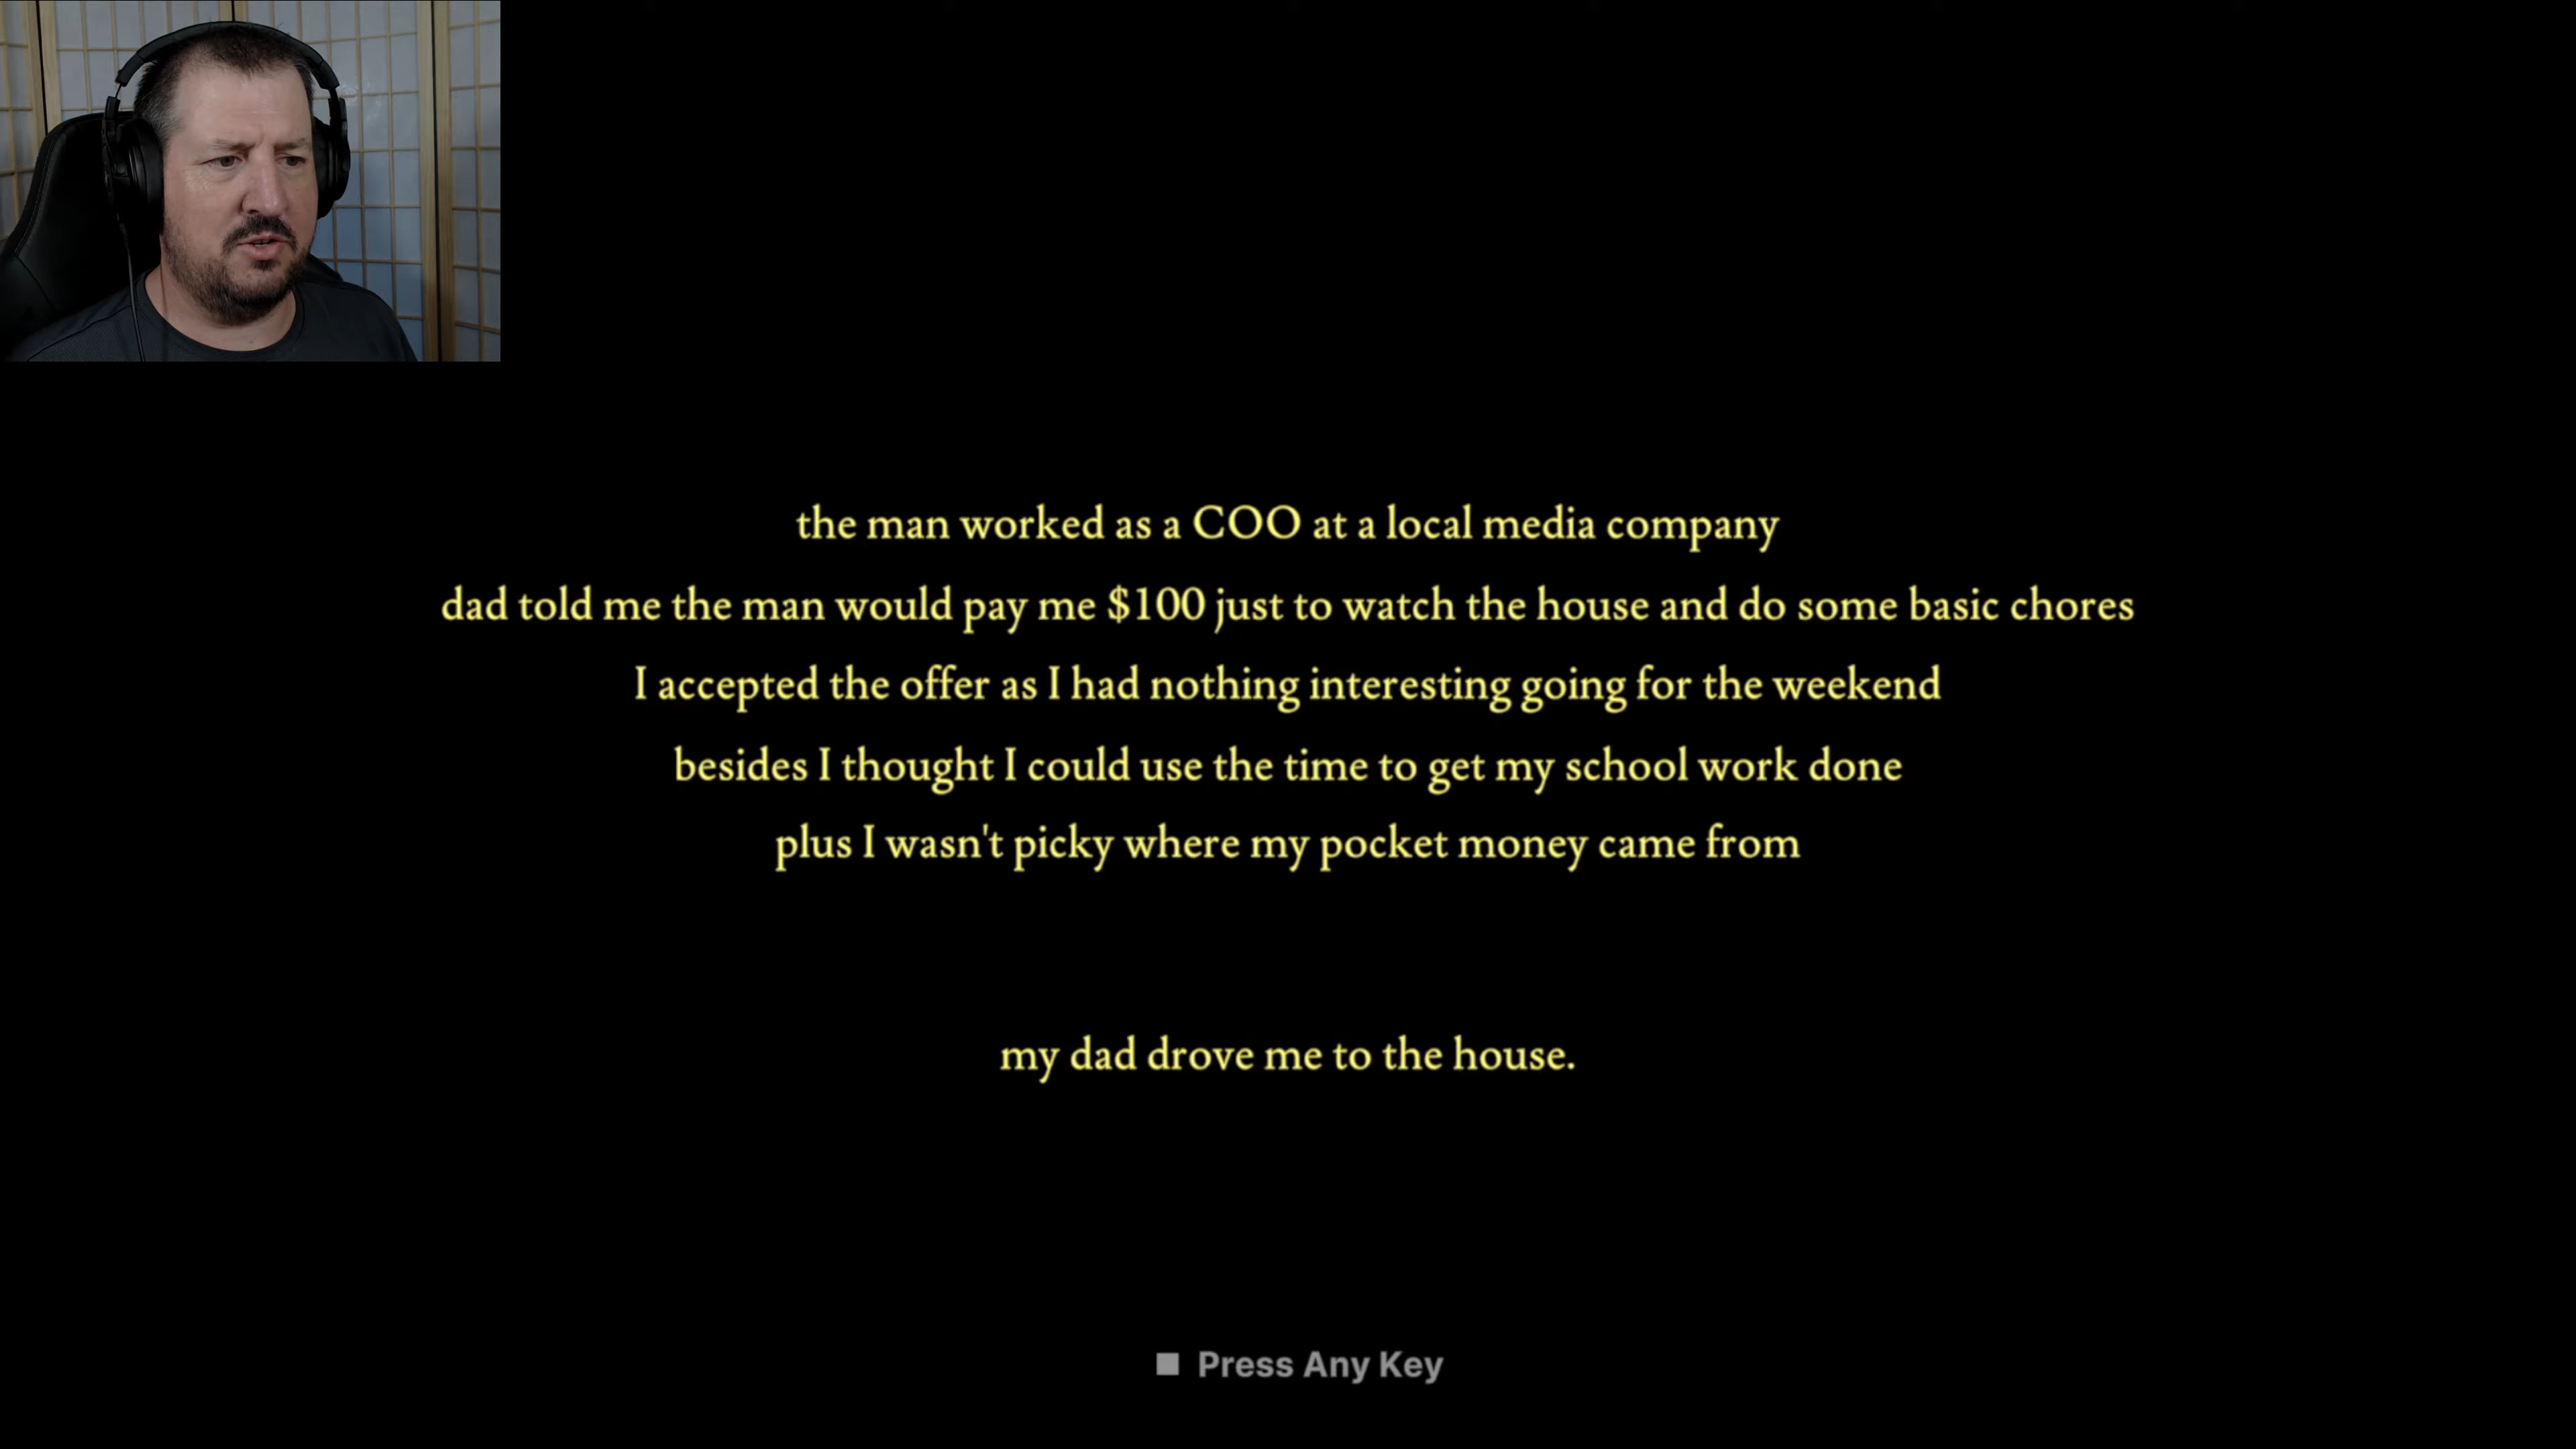 the man worked as a COO at a local media company
dad told me the man would pay me $100 just to watch the house and do some basic chores
I accepted the offer as I had nothing interesting going for the weekend
besides I thought I could use the time to get my school work done
plus I wasn't picky where my pocket money came from
my dad drove me to the house.
Press Any Key